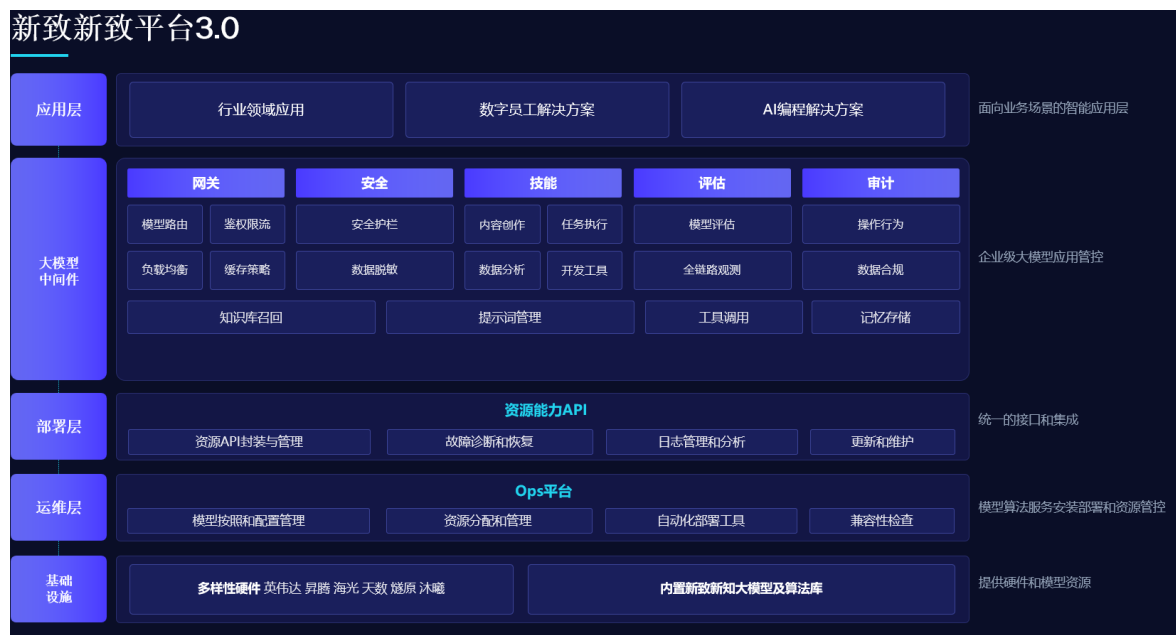 新致新致平台3.0
应用层
行业领域应用
数字员工解决方案
AI编程解决方案
面向业务场景的智能应用层
大模型
中间件
网关
安全
技能
评估
审计
模型路由
鉴权限流
安全护栏
内容创作
任务执行
模型评估
操作行为
负载均衡
缓存策略
数据脱敏
数据分析
开发工具
全链路观测
数据合规
知识库召回
提示词管理
工具调用
记忆存储
企业级大模型应用管控
部署层
资源能力API
资源API封装与管理
故障诊断和恢复
日志管理和分析
更新和维护
统一的接口和集成
运维层
Ops平台
模型按照和配置管理
资源分配和管理
自动化部署工具
兼容性检查
模型算法服务安装部署和资源管控
基础
设施
多样性硬件 英伟达 昇腾 海光 天数 燧原 沐曦
内置新致新知大模型及算法库
提供硬件和模型资源